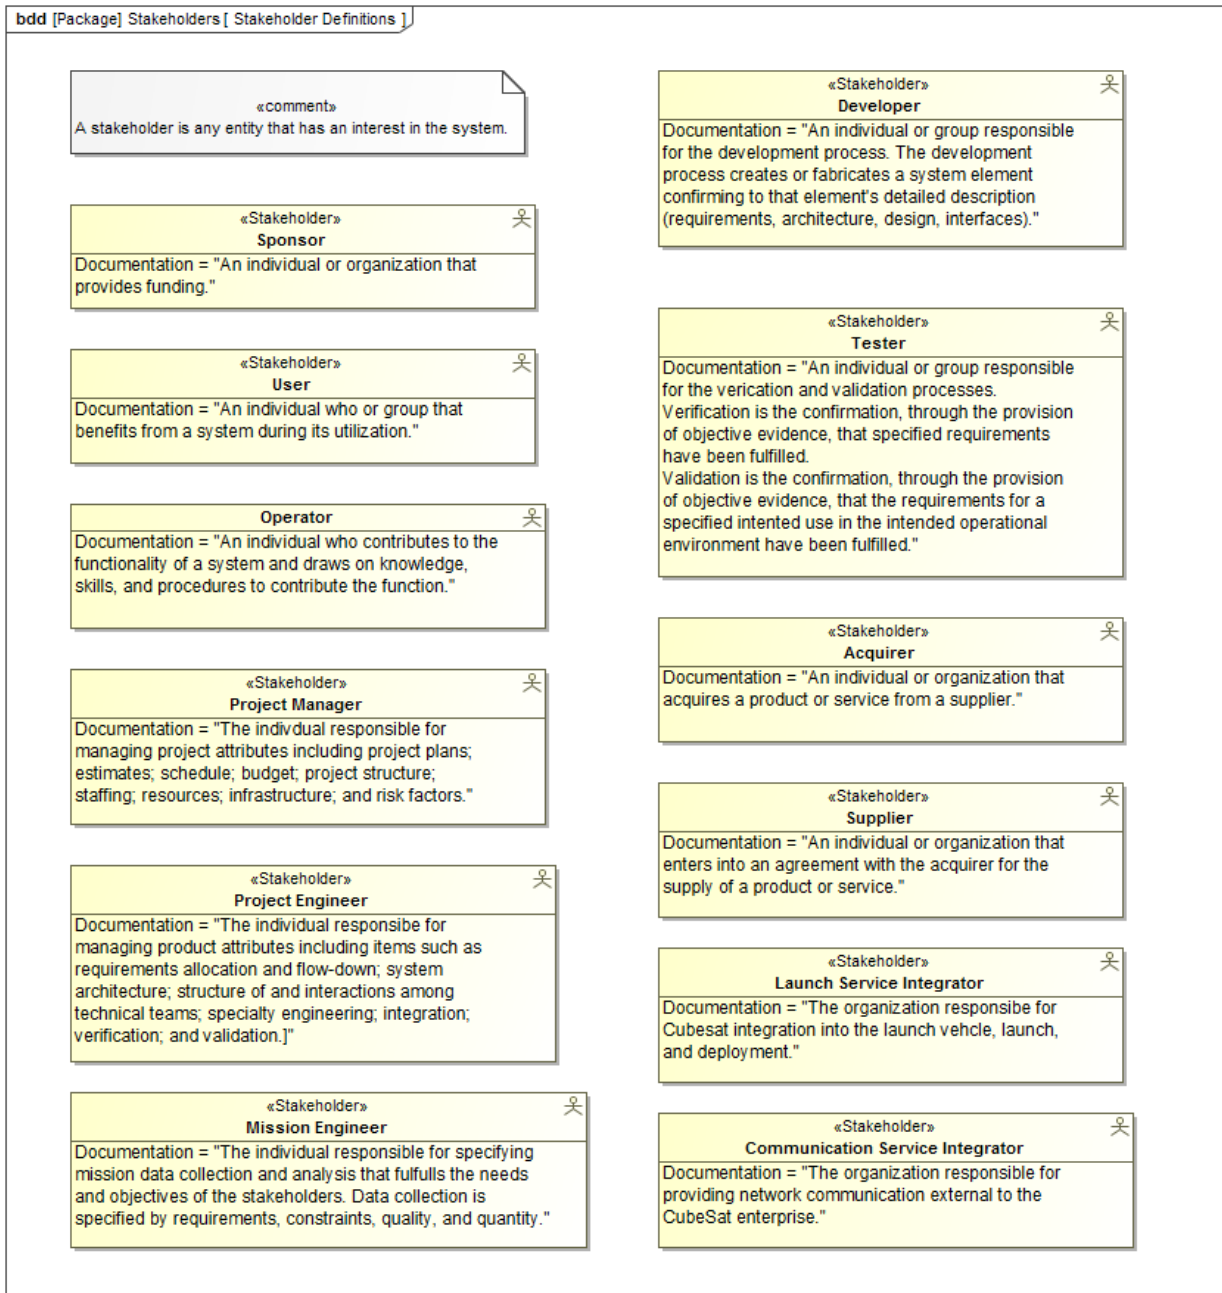 bdd [Package] Stakeholders [ Stakeholder Definitions ]
«comment»
A stakeholder is any entity that has an interest in the system.
«Stakeholder»
Sponsor
Documentation = "An individual or organization that
provides funding."
«Stakeholder»
User
Documentation = "An individual who or group that
benefits from a system during its utilization."
Operator
Documentation = "An individual who contributes to the
functionality of a system and draws on knowledge,
skills, and procedures to contribute the function."
«Stakeholder»
Project Manager
Documentation = "The indivdual responsible for
managing project attributes including project plans;
estimates; schedule; budget; project structure;
staffing; resources; infrastructure; and risk factors."
«Stakeholder»
Project Engineer
Documentation = "The individual responsibe for
managing product attributes including items such as
requirements allocation and flow-down; system
architecture; structure of and interactions among
technical teams; specialty engineering; integration;
verification; and validation.]"
«Stakeholder»
Mission Engineer
Documentation = "The individual responsible for specifying
mission data collection and analysis that fulfulls the needs
and objectives of the stakeholders. Data collection is
specified by requirements, constraints, quality, and quantity."
«Stakeholder»
Developer
Documentation = "An individual or group responsible
for the development process. The development
process creates or fabricates a system element
confirming to that element's detailed description
(requirements, architecture, design, interfaces)."
«Stakeholder»
Tester
Documentation = "An individual or group responsible
for the verication and validation processes.
Verification is the confirmation, through the provision
of objective evidence, that specified requirements
have been fulfilled.
Validation is the confirmation, through the provision
of objective evidence, that the requirements for a
specified intented use in the intended operational
environment have been fulfilled."
«Stakeholder»
Acquirer
Documentation = "An individual or organization that
acquires a product or service from a supplier."
«Stakeholder»
Supplier
Documentation = "An individual or organization that
enters into an agreement with the acquirer for the
supply of a product or service."
«Stakeholder»
Launch Service Integrator
Documentation = "The organization responsibe for
Cubesat integration into the launch vehcle, launch,
and deployment."
«Stakeholder»
Communication Service Integrator
Documentation = "The organization responsible for
providing network communication external to the
CubeSat enterprise."